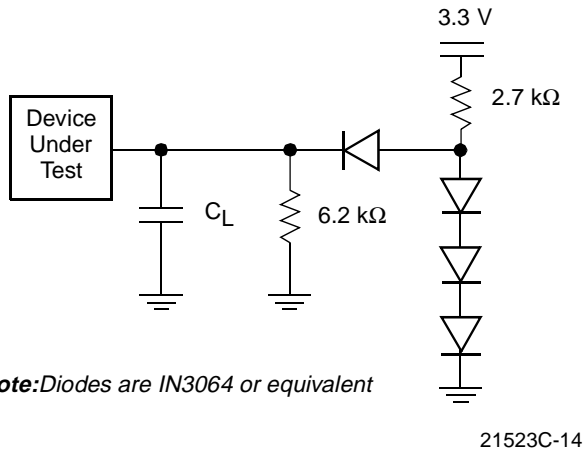 3.3 V
2.7 kΩ
Device
Under
Test
CL
6.2 kΩ
ote:Diodes are IN3064 or equivalent
21523C-14